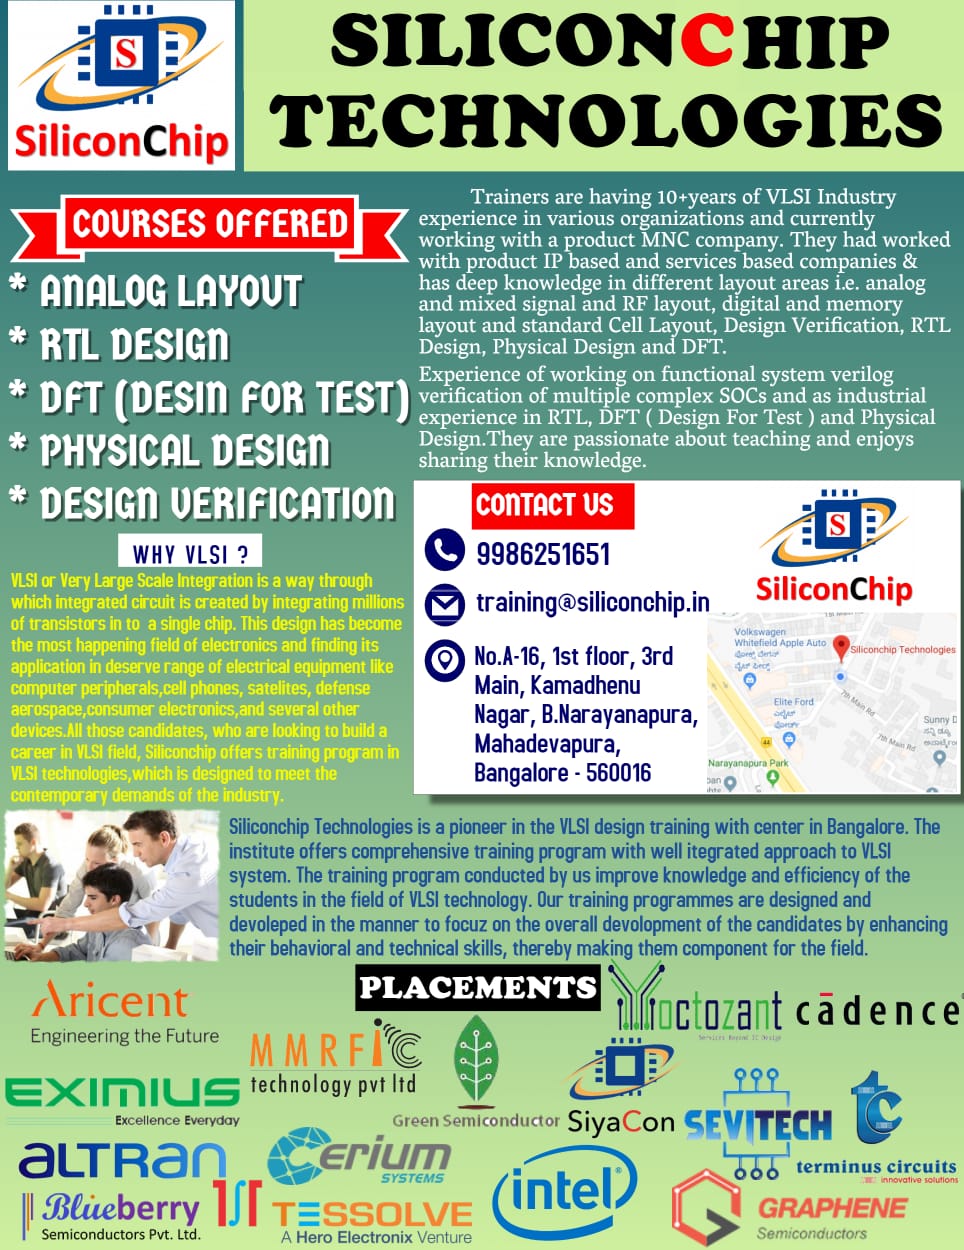 S
SiliconChip
SILICONCHIP
TECHNOLOGIES
COURSES OFFERED
* ANALOG LAYOUT
* RTL DESIGN
* DFT (DESIN FOR TEST)
* PHYSICAL DESIGN
* DESIGN VERIFICATION
Trainers are having 10+years of VLSI Industry
experience in various organizations and currently
working with a product MNC company. They had worked
with product IP based and services based companies &
has deep knowledge in different layout areas i.e. analog
and mixed signal and RF layout, digital and memory
layout and standard Cell Layout, Design Verification, RTL
Design, Physical Design and DFT.
Experience of working on functional system verilog
verification of multiple complex SOCs and as industrial
experience in RTL, DFT ( Design For Test ) and Physical
Design.They are passionate about teaching and enjoys
sharing their knowledge.
WHY VLSI ?
VLSI or Very Large Scale Integration is a way through
which integrated circuit is created by integrating millions
of transistors in to a single chip. This design has become
the most happening field of electronics and finding its
application in deserve range of electrical equipment like
computer peripherals,cell phones, satelites, defense
aerospace,consumer electronics,and several other
devices.All those candidates, who are looking to build a
career in VLSI field, Siliconchip offers training program in
VLSI technologies,which is designed to meet the
contemporary demands of the industry.
CONTACT US
9986251651
training@siliconchip.in
No.A-16, 1st floor, 3rd
Main, Kamadhenu
Nagar, B.Narayanapura,
Mahadevapura,
Bangalore - 560016
S
SiliconChip
1st Main Rd
Volkswagen
Whitefield Apple Auto
Siliconchip Technologies
Elite Ford
ಎಲೈಟ್
ಫೋರ್ಡ್
7th Main Rd
7th Main Rd
Sunny D
44
Narayanapura Park
Siliconchip Technologies is a pioneer in the VLSI design training with center in Bangalore. The
institute offers comprehensive training program with well itegrated approach to VLSI
system. The training program conducted by us improve knowledge and efficiency of the
students in the field of VLSI technology. Our training programmes are designed and
devoleped in the manner to focuz on the overall devolopment of the candidates by enhancing
their behavioral and technical skills, thereby making them component for the field.
PLACEMENTS
Aricent
Engineering the Future
MMRFIC
technology pvt ltd
Green Semiconductor
Yoctozant
Services Beyond IC Design
cādence
EXIMIUS
Excellence Everyday
S
SiyaCon
SEVITECH
tc
terminus circuits
innovative solutions
ALTRAN
Cerium
SYSTEMS
intel
Blueberry
Semiconductors Pvt. Ltd.
TESSOLVE
A Hero Electronix Venture
GRAPHENE
Semiconductors